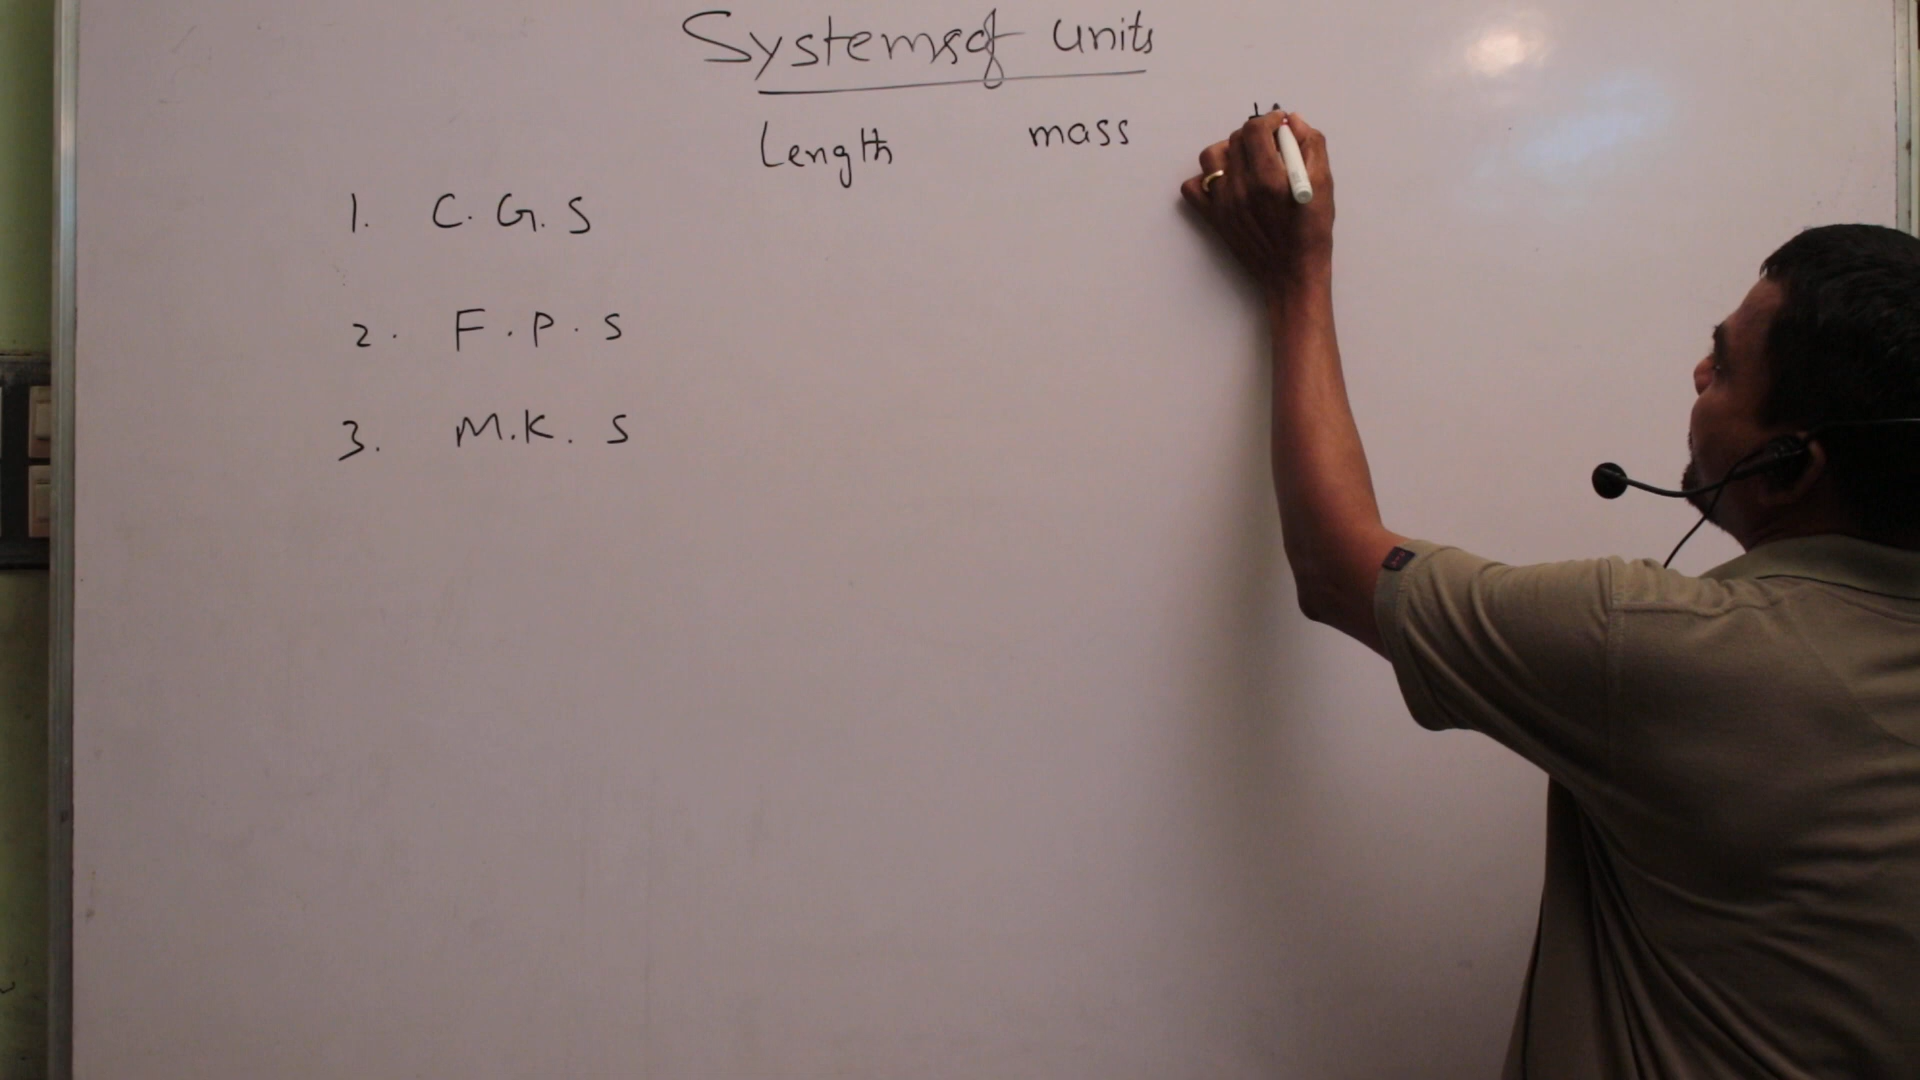 Systems of units
Length mass
1. C. G. S
2. F. P. S
3. M. K. S